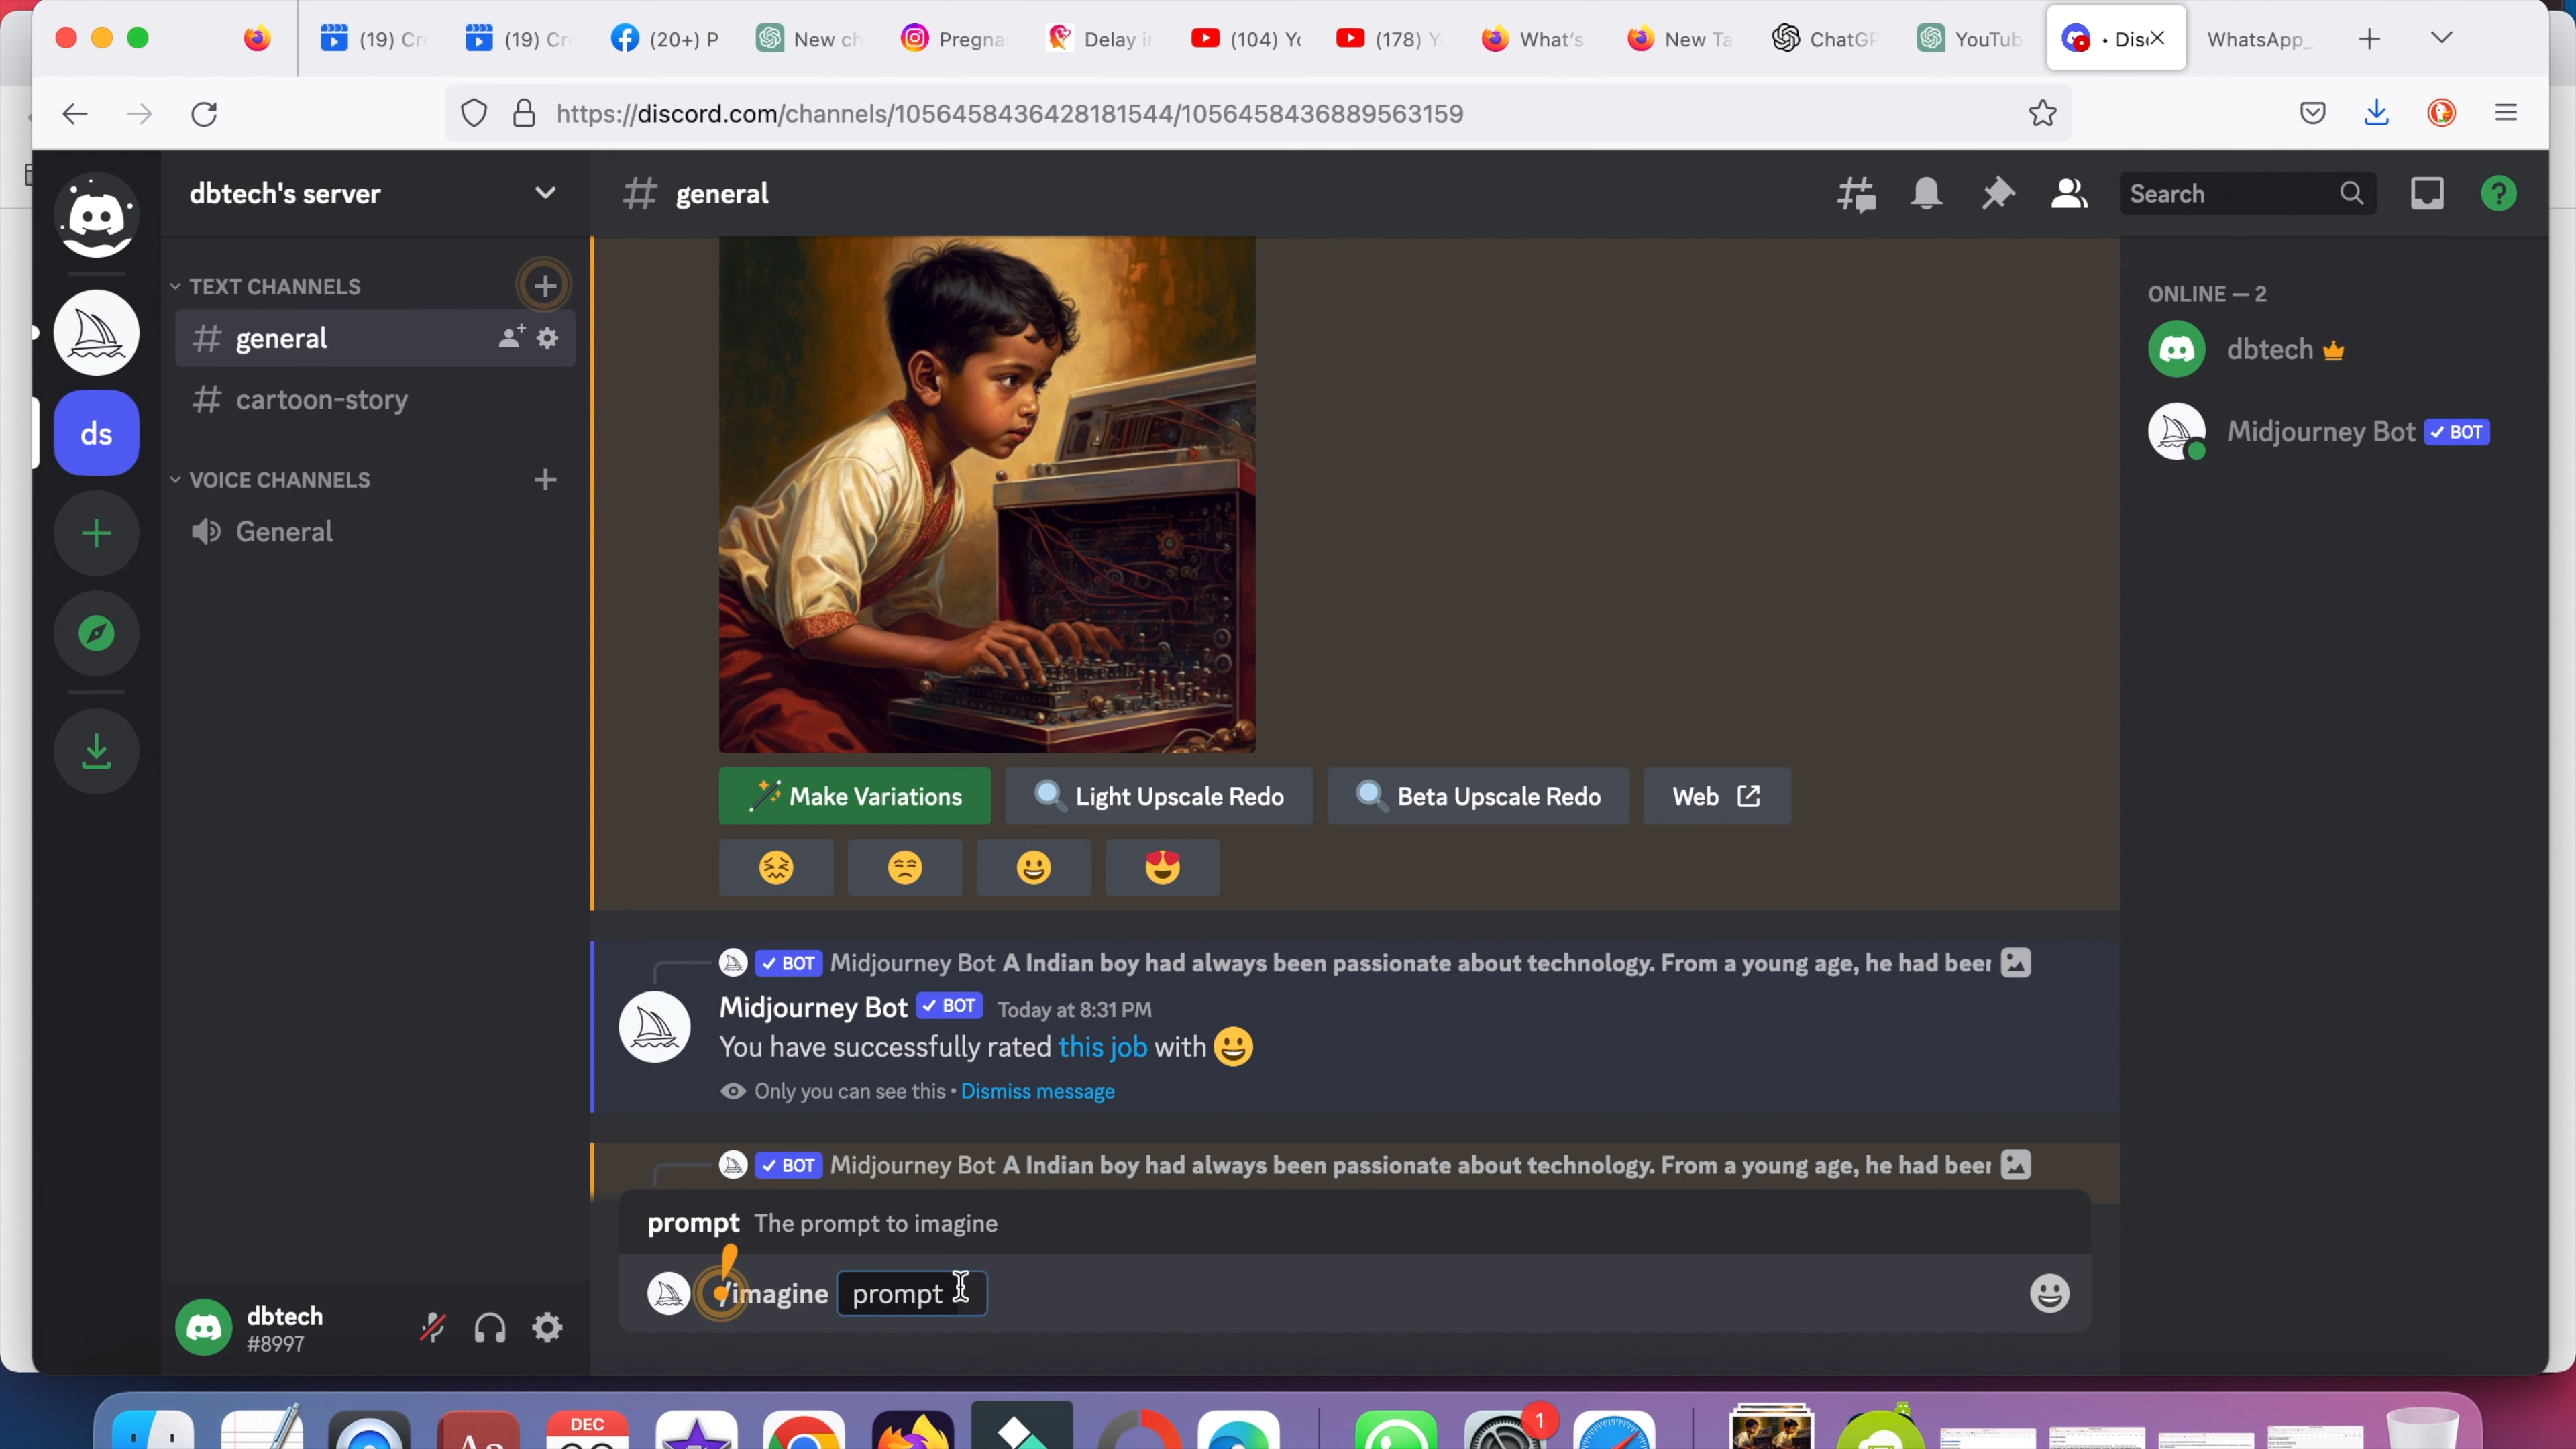 (19) Cr
(19) Cr
(20+) P
New ch
Pregna
Delay in
(104) Yo
(178) Y
What's
New Ta
ChatGP
YouTub
• Disc
WhatsApp_
https://discord.com/channels/1056458436428181544/1056458436889563159
dbtech's server
general
Search
TEXT CHANNELS
general
cartoon-story
VOICE CHANNELS
General
ds
ONLINE — 2
dbtech
Midjourney Bot BOT
Make Variations
Light Upscale Redo
Beta Upscale Redo
Web
BOT Midjourney Bot A Indian boy had always been passionate about technology. From a young age, he had beer
Midjourney Bot BOT Today at 8:31 PM
You have successfully rated this job with
Only you can see this • Dismiss message
BOT Midjourney Bot A Indian boy had always been passionate about technology. From a young age, he had beer
prompt The prompt to imagine
/imagine prompt
dbtech
#8997
DEC
1